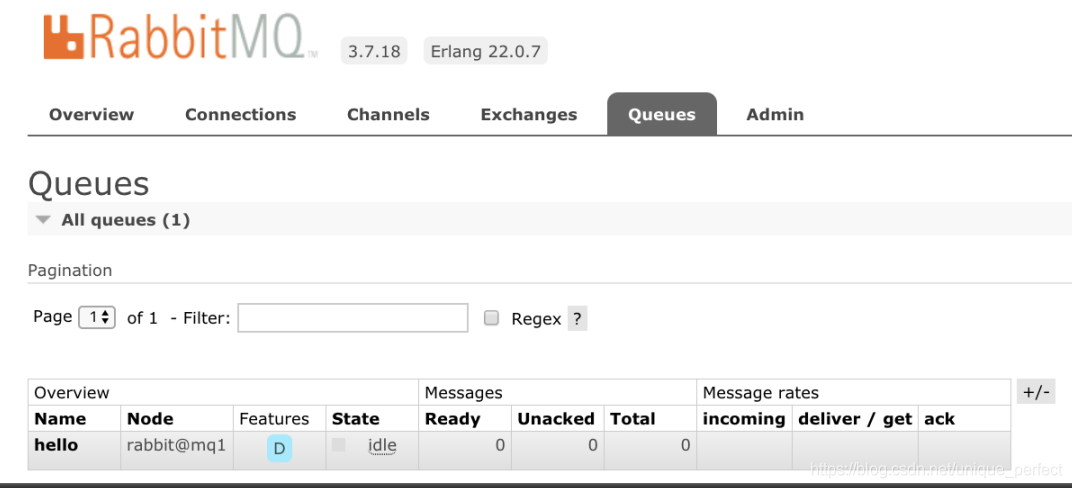 RabbitMQ™ 3.7.18 Erlang 22.0.7
Overview Connections Channels Exchanges Queues Admin
Queues
All queues (1)
Pagination
Page 1 of 1 - Filter: Regex ?
Overview Messages Message rates +/-
Name Node Features State Ready Unacked Total incoming deliver / get ack
hello rabbit@mq1 D idle 0 0 0
https://blog.csdn.net/unique_perfect